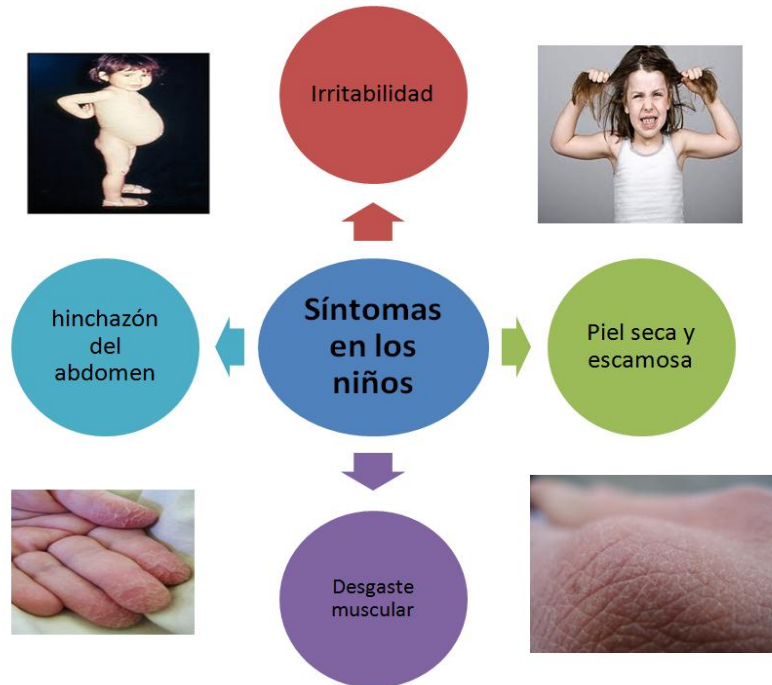 Irritabilidad
Síntomas
en los
niños
hinchazón
del
abdomen
Piel seca y
escamosa
Desgaste
muscular